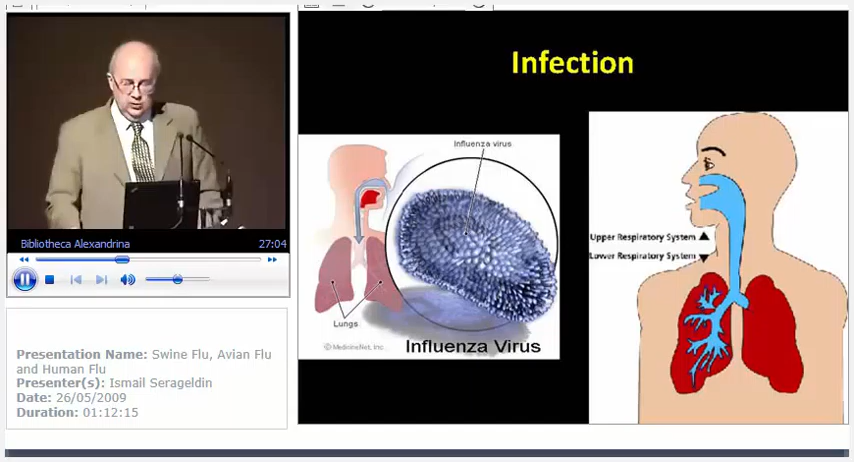 Infection
Influenza virus
Lungs
© MedicineNet, Inc.
Influenza Virus
Upper Respiratory System
Lower Respiratory System
Bibliotheca Alexandrina 27:04
Presentation Name: Swine Flu, Avian Flu
and Human Flu
Presenter(s): Ismail Serageldin
Date: 26/05/2009
Duration: 01:12:15